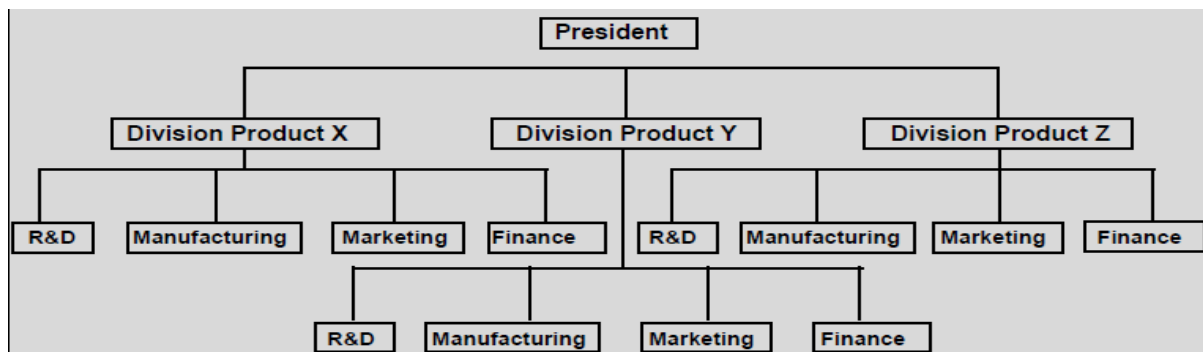 President
Division Product X Division Product Y Division Product Z
R&D Manufacturing Marketing Finance R&D Manufacturing Marketing Finance
R&D Manufacturing Marketing Finance